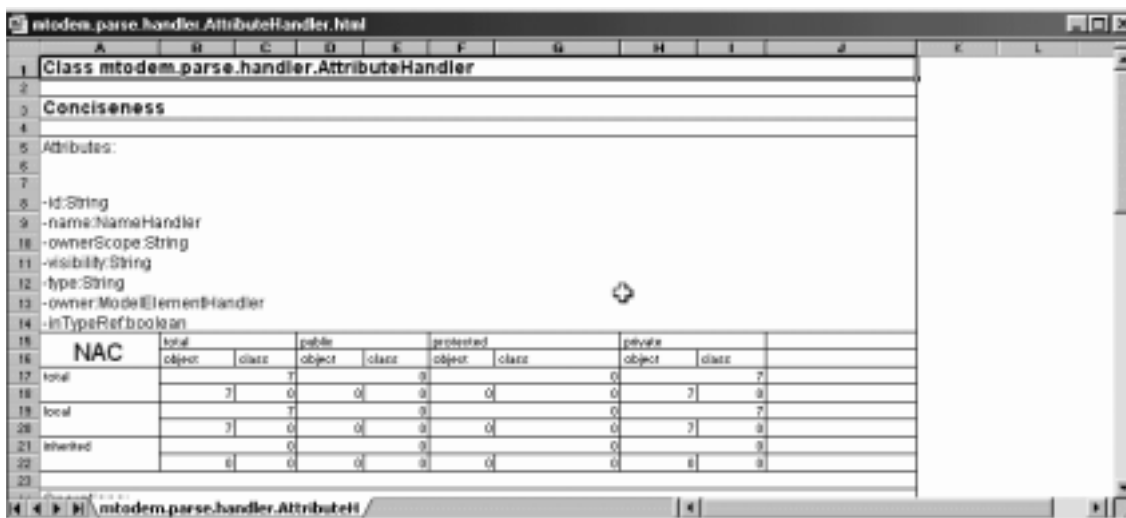 mtodem.parse.handler.AttributeHandler.html
A B C D E F G H I J K L
1 Class mtodem.parse.handler.AttributeHandler
2
3 Conciseness
4
5 Attributes:
6
7
8 -id:String
9 -name:NameHandler
10 -ownerScope:String
11 -visibility:String
12 -type:String
13 -owner:ModelElementHandler
14 -inTypeRef:boolean
15 NAC total public protected private
16 object class object class object class object class
17 total 7 0 0 7
18 7 0 0 0 0 0 7 0
19 local 7 0 0 7
20 7 0 0 0 0 0 7 0
21 inherited 0 0 0 0
22 0 0 0 0 0 0 0 0
23
mtodem.parse.handler.AttributeH